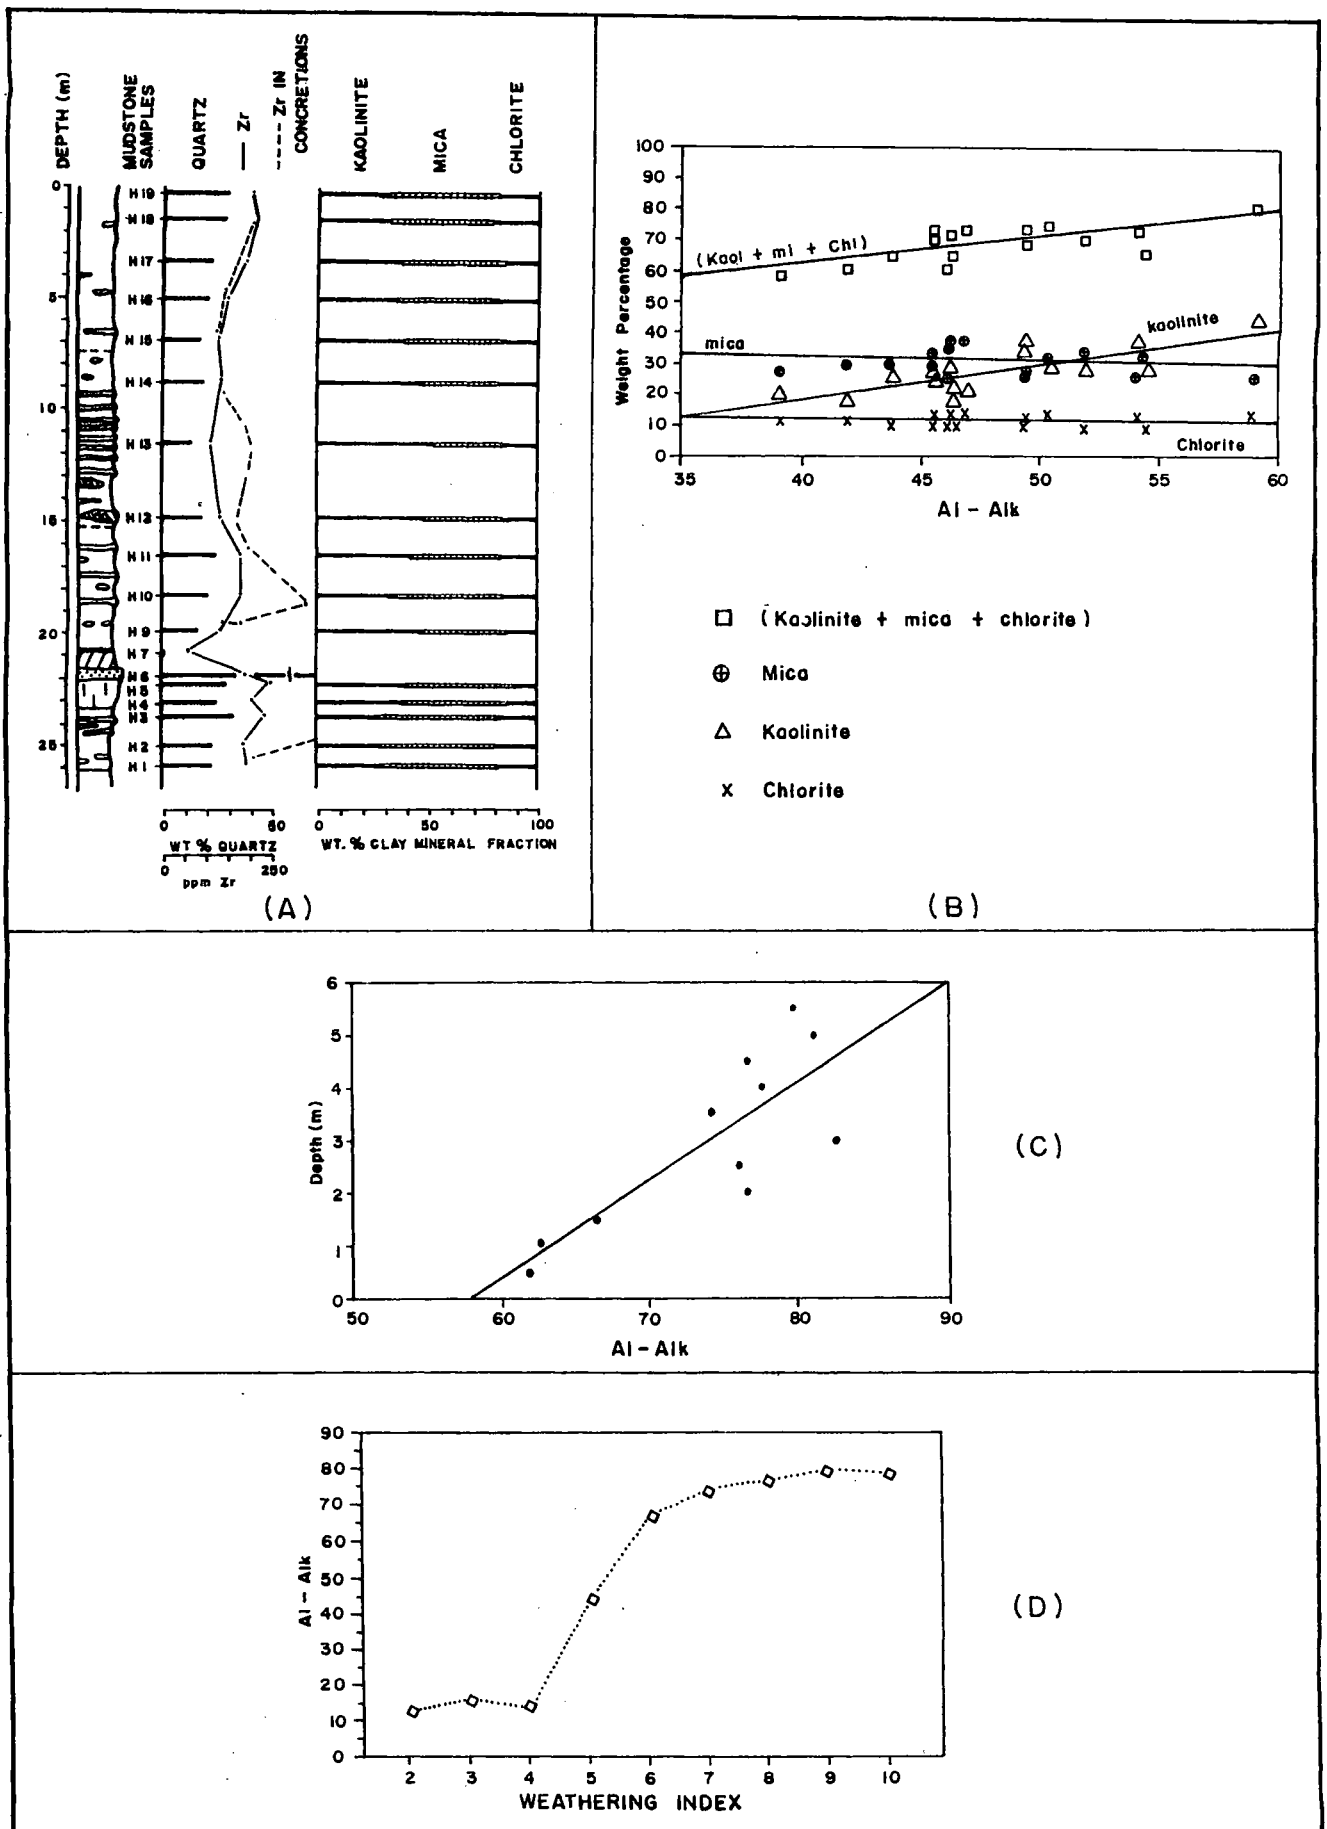 DEPTH (m)
MUDSTONE SAMPLES
QUARTZ
— Zr
---- Zr IN CONCRETIONS
KAOLINITE
MICA
CHLORITE
0
5
10
15
20
25
H19
H18
H17
H16
H15
H14
H13
H12
H11
H10
H9
H7
H6
H5
H4
H3
H2
H1
0 50
WT % QUARTZ
0 250
ppm Zr
0 50 100
WT. % CLAY MINERAL FRACTION
(A)
Weight Percentage
100
90
80
70
60
50
40
30
20
10
0
(Kaol + mi + Chl)
mica
kaolinite
Chlorite
35 40 45 50 55 60
Al - Alk
□ (Kaolinite + mica + chlorite)
⊕ Mica
△ Kaolinite
x Chlorite
(B)
Depth (m)
6
5
4
3
2
1
0
50 60 70 80 90
Al - Alk
(C)
Al - Alk
90
80
70
60
50
40
30
20
10
0
2 3 4 5 6 7 8 9 10
WEATHERING INDEX
(D)